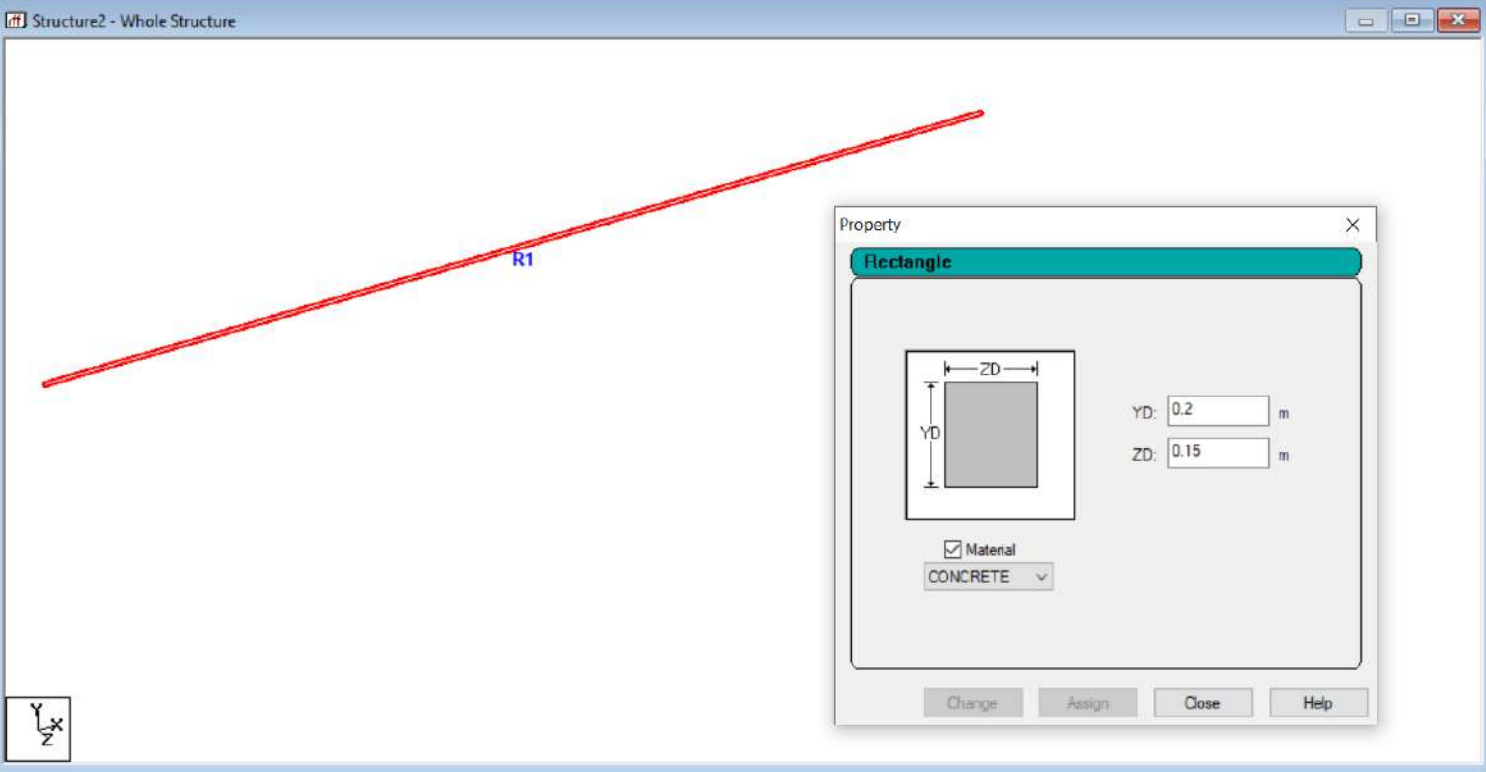 Structure2 - Whole Structure
R1
Property
Rectangle
ZD
YD
YD: 0.2 m
ZD: 0.15 m
Material
CONCRETE
Change Assign Close Help
Y
X
Z